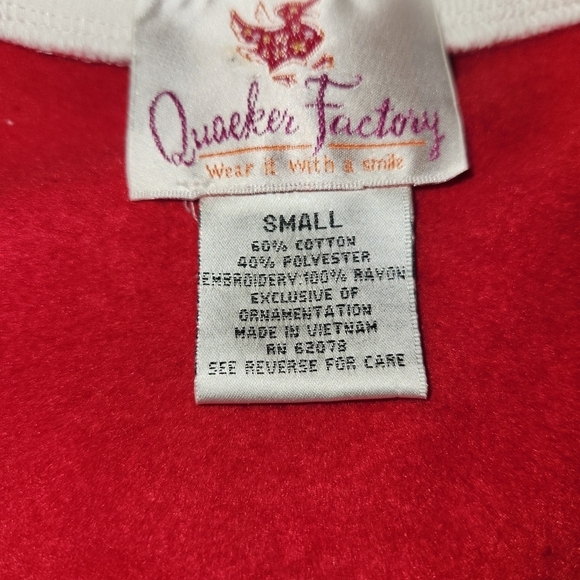 Quacker Factory
Wear it with a smile
SMALL
60% COTTON
40% POLYESTER
EMBROIDERY:100% RAYON
EXCLUSIVE OF
ORNAMENTATION
MADE IN VIETNAM
RN 62078
SEE REVERSE FOR CARE